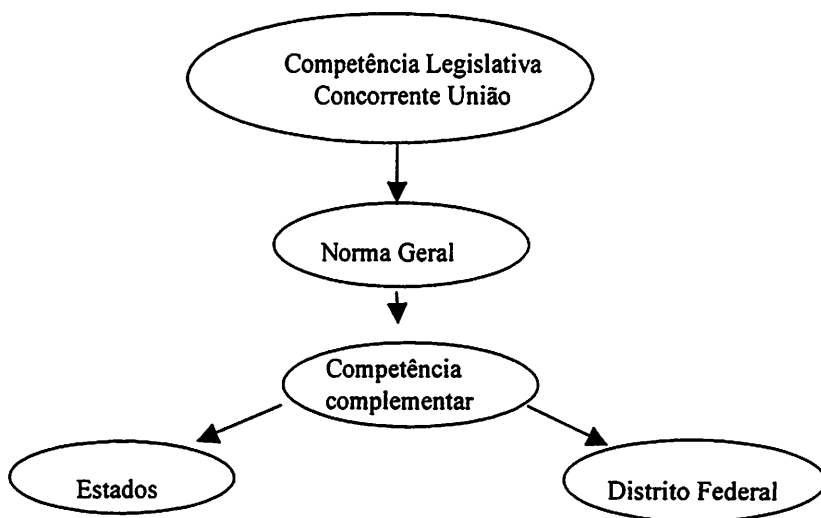 Competência Legislativa
Concorrente União
Norma Geral
Competência
complementar
Estados
Distrito Federal